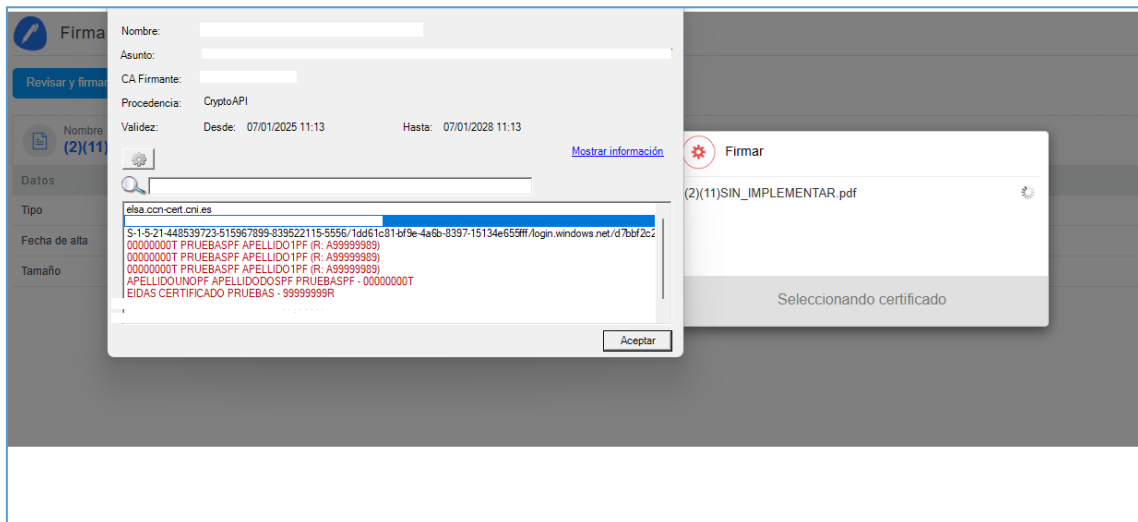 Firma
Revisar y firmar
Nombre
(2)(11)
Datos
Tipo
Fecha de alta
Tamaño
Nombre:
Asunto:
CA Firmante:
Procedencia: CryptoAPI
Validez: Desde: 07/01/2025 11:13 Hasta: 07/01/2028 11:13
Mostrar información
elsa.ccn-cert.cni.es
S-1-5-21-448539723-515967899-839522115-5556/1dd61c81-bf9e-4a6b-8397-15134e655fff/login.windows.net/d7bbf2c2
00000000T PRUEBASPF APELLIDO1PF (R: A99999989)
00000000T PRUEBASPF APELLIDO1PF (R: A99999989)
00000000T PRUEBASPF APELLIDO1PF (R: A99999989)
APELLIDOUNOPF APELLIDODOSPF PRUEBASPF - 00000000T
EIDAS CERTIFICADO PRUEBAS - 99999999R
Aceptar
Firmar
(2)(11)SIN_IMPLEMENTAR.pdf
Seleccionando certificado